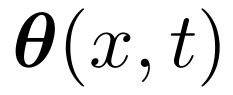 𝜽(x, t)